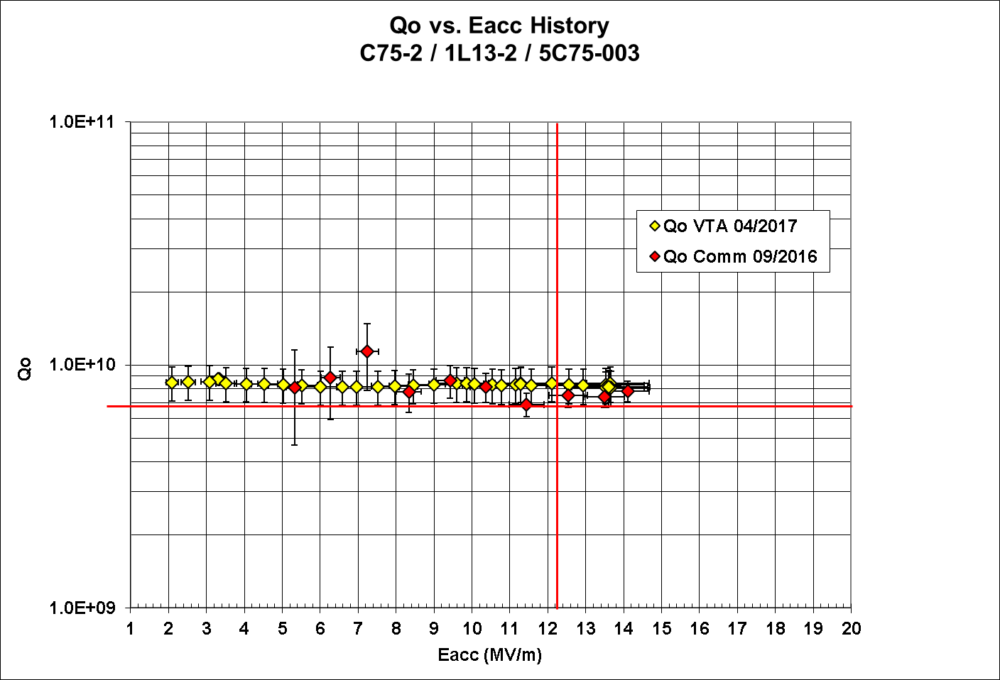 Qo vs. Eacc History
C75-2 / 1L13-2 / 5C75-003
1.0E+11
Qo VTA 04/2017
Qo Comm 09/2016
Qo
1.0E+10
1.0E+09
1 2 3 4 5 6 7 8 9 10 11 12 13 14 15 16 17 18 19 20
Eacc (MV/m)